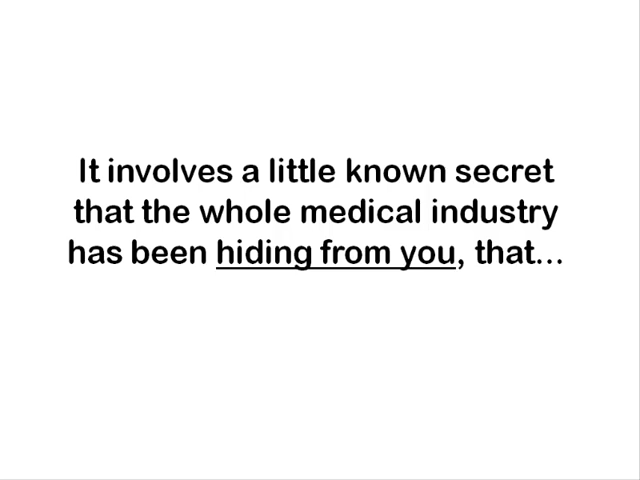 It involves a little known secret
that the whole medical industry
has been hiding from you, that...